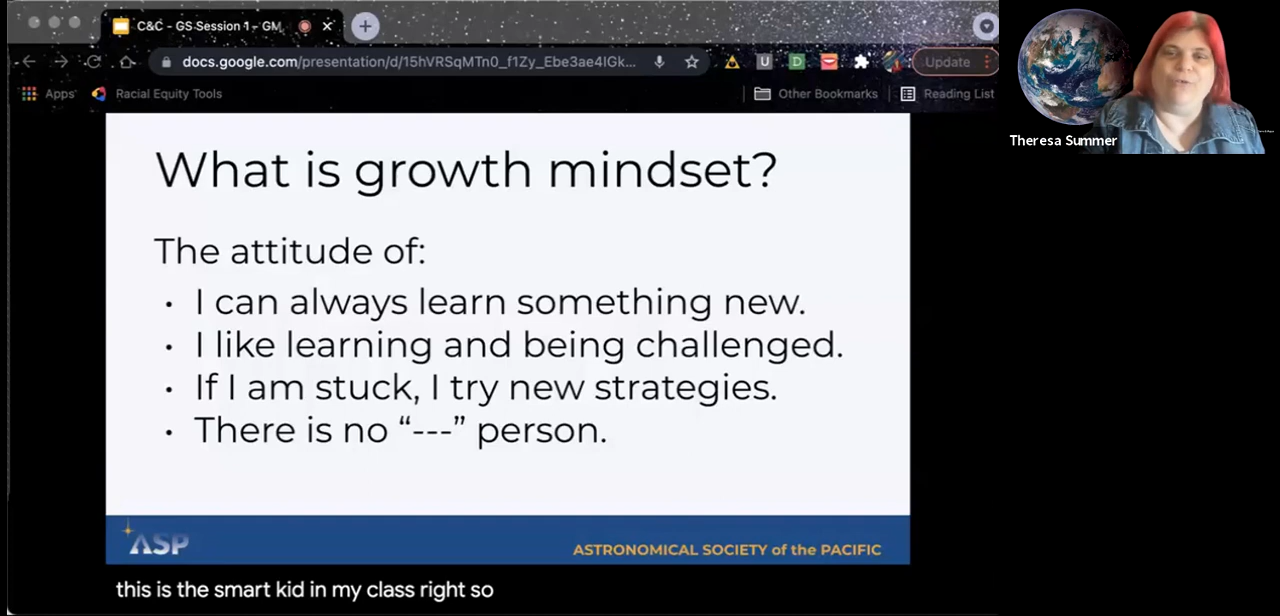 C&C - GS Session 1 - GM
docs.google.com/presentation/d/15hVRSqMTn0_f1Zy_Ebe3ae4IGk...
Update
Apps
Racial Equity Tools
Other Bookmarks
Reading List
Theresa Summer
What is growth mindset?
The attitude of:
• I can always learn something new.
• I like learning and being challenged.
• If I am stuck, I try new strategies.
• There is no “---” person.
ASP
ASTRONOMICAL SOCIETY of the PACIFIC
this is the smart kid in my class right so